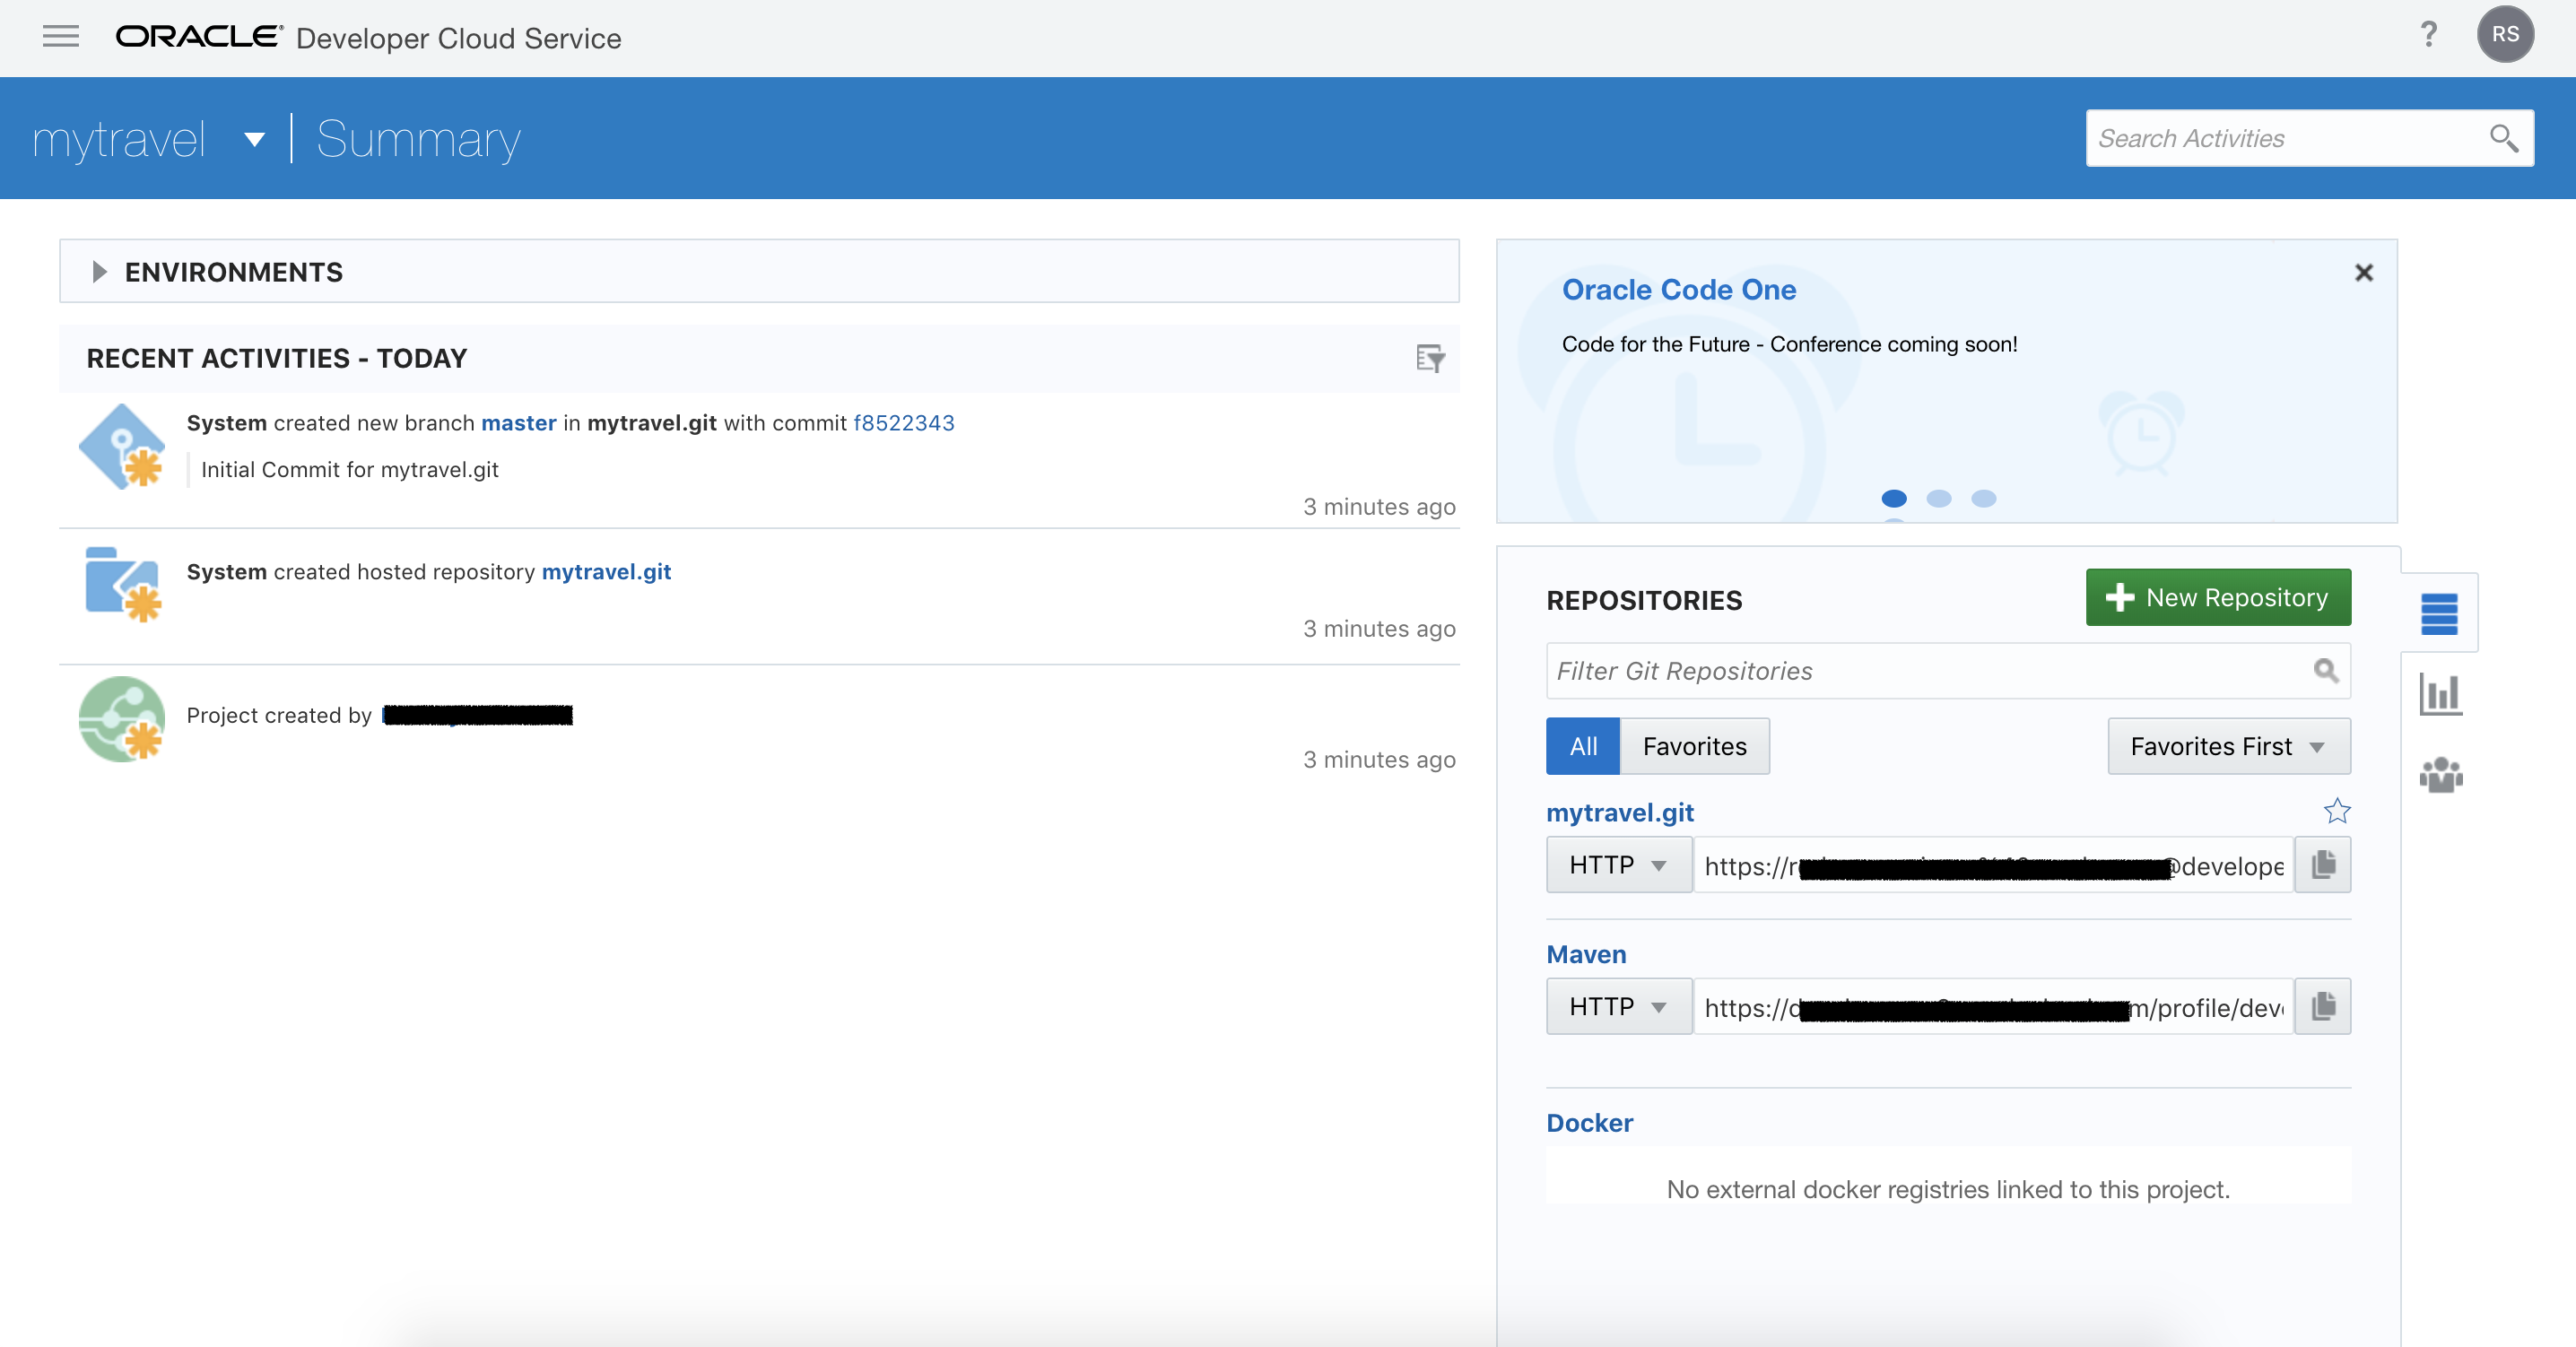 ORACLE Developer Cloud Service
? RS
mytravel | Summary
Search Activities
ENVIRONMENTS
RECENT ACTIVITIES - TODAY
System created new branch master in mytravel.git with commit f8522343
Initial Commit for mytravel.git
3 minutes ago
System created hosted repository mytravel.git
3 minutes ago
Project created by
3 minutes ago
Oracle Code One
Code for the Future - Conference coming soon!
REPOSITORIES
New Repository
Filter Git Repositories
All Favorites Favorites First
mytravel.git
HTTP https://r @develope
Maven
HTTP https://d m/profile/dev
Docker
No external docker registries linked to this project.